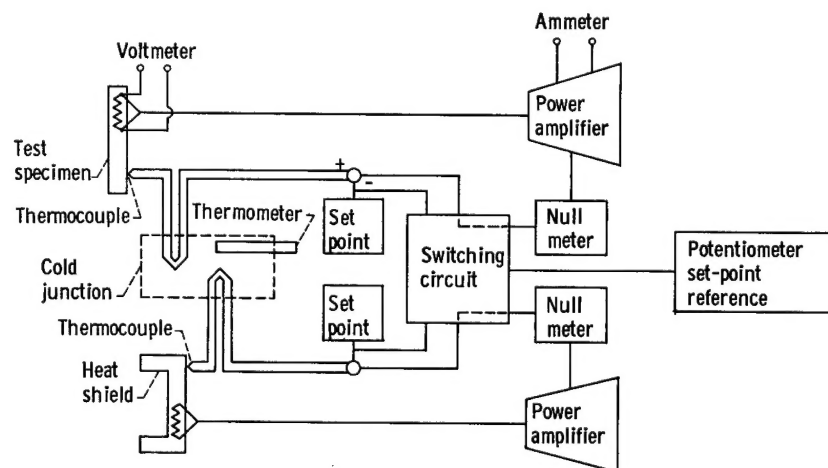 Voltmeter
Ammeter
Power
amplifier
Test
specimen
+
-
Thermocouple
Thermometer
Set
point
Null
meter
Switching
circuit
Potentiometer
set-point
reference
Cold
junction
Set
point
Null
meter
Thermocouple
Heat
shield
Power
amplifier